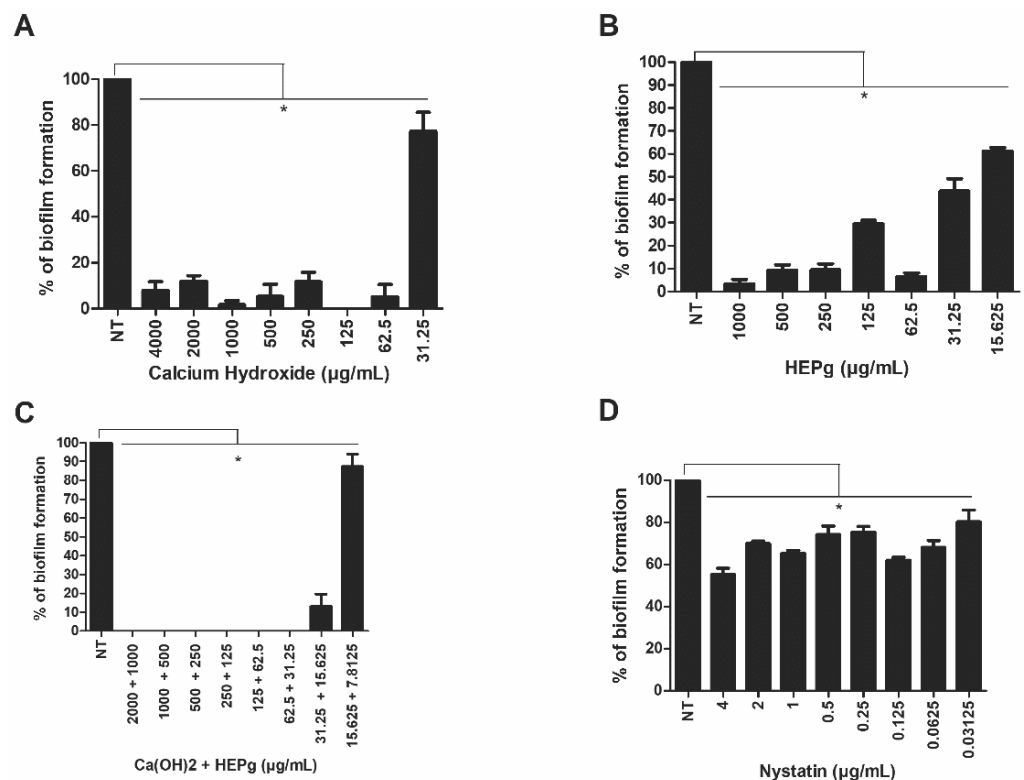 A
% of biofilm formation
100
80
60
40
20
0
*
NT
4000
2000
1000
500
250
125
62.5
31.25
Calcium Hydroxide (µg/mL)
B
% of biofilm formation
100
90
80
70
60
50
40
30
20
10
0
*
NT
1000
500
250
125
62.5
31.25
15.625
HEPg (µg/mL)
C
% of biofilm formation
100
90
80
70
60
50
40
30
20
10
0
*
NT
2000 + 1000
1000 + 500
500 + 250
250 + 125
125 + 62.5
62.5 + 31.25
31.25 + 15.625
15.625 + 7.8125
Ca(OH)2 + HEPg (µg/mL)
D
% of biofilm formation
100
80
60
40
20
0
*
NT
4
2
1
0.5
0.25
0.125
0.0625
0.03125
Nystatin (µg/mL)